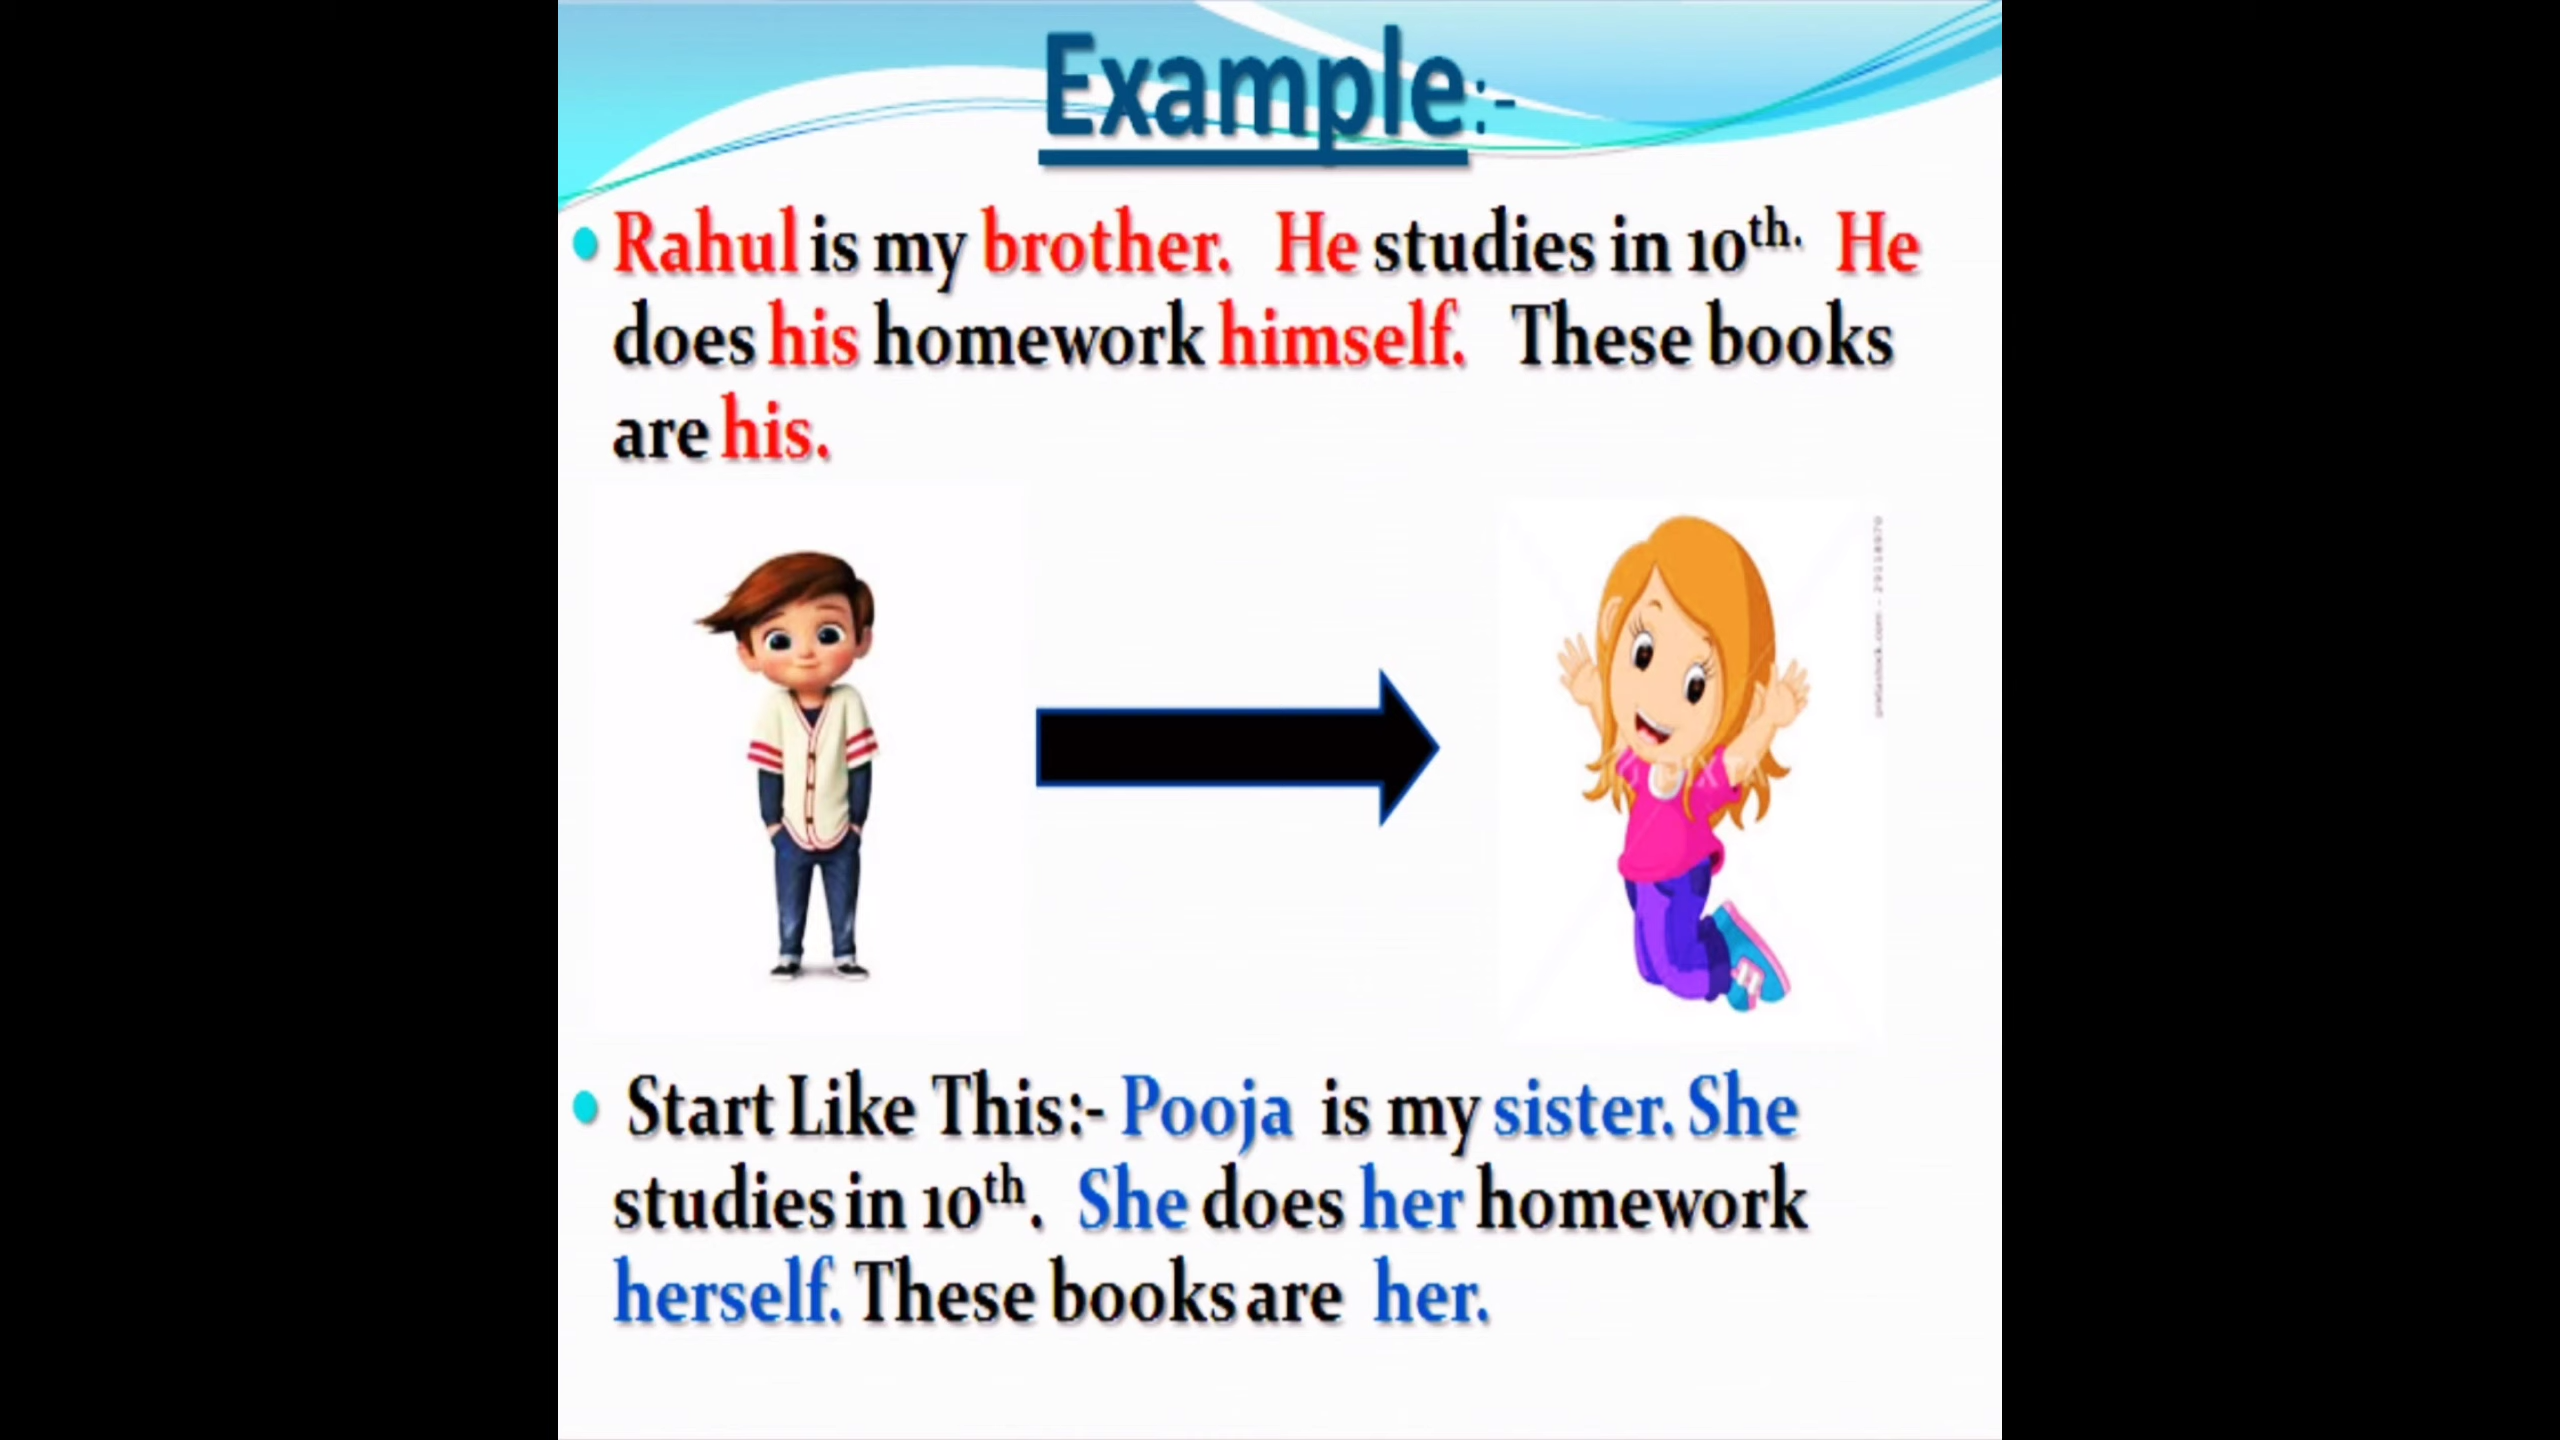 Example:-
Rahul is my brother. He studies in 10th. He
does his homework himself. These books
are his.
Start Like This:- Pooja is my sister. She
studies in 10th. She does her homework
herself. These books are her.